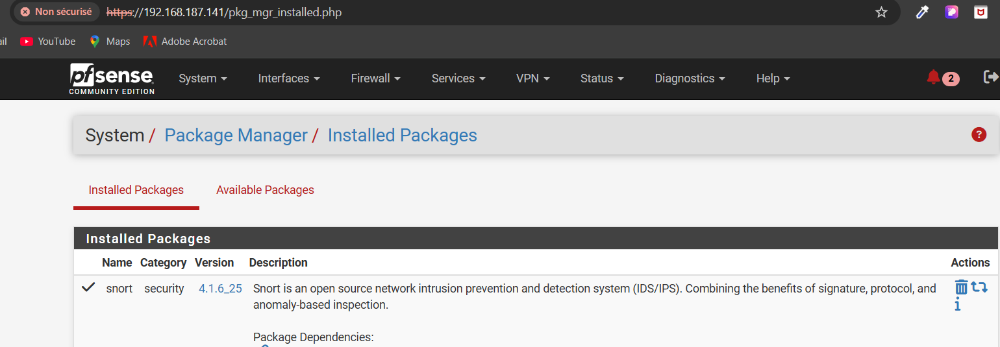 Non sécurisé https://192.168.187.141/pkg_mgr_installed.php
il YouTube Maps Adobe Acrobat
pfsense COMMUNITY EDITION System Interfaces Firewall Services VPN Status Diagnostics Help 2
System / Package Manager / Installed Packages ?
Installed Packages Available Packages
Installed Packages
Name Category Version Description Actions
snort security 4.1.6_25 Snort is an open source network intrusion prevention and detection system (IDS/IPS). Combining the benefits of signature, protocol, and
anomaly-based inspection.
Package Dependencies: